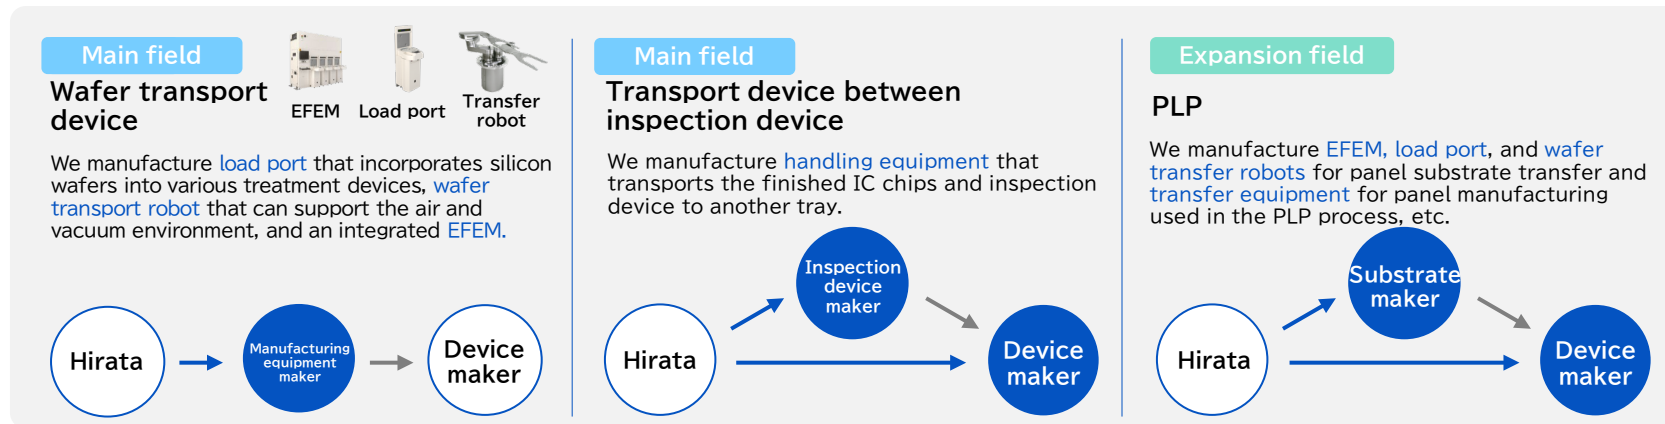 Main field
Wafer transport
device
EFEM
Load port
Transfer
robot
We manufacture load port that incorporates silicon
wafers into various treatment devices, wafer
transport robot that can support the air and
vacuum environment, and an integrated EFEM.
Hirata
Manufacturing
equipment
maker
Device
maker
Main field
Transport device between
inspection device
We manufacture handling equipment that
transports the finished IC chips and inspection
device to another tray.
Hirata
Inspection
device
maker
Device
maker
Expansion field
PLP
We manufacture EFEM, load port, and wafer
transfer robots for panel substrate transfer and
transfer equipment for panel manufacturing
used in the PLP process, etc.
Hirata
Substrate
maker
Device
maker